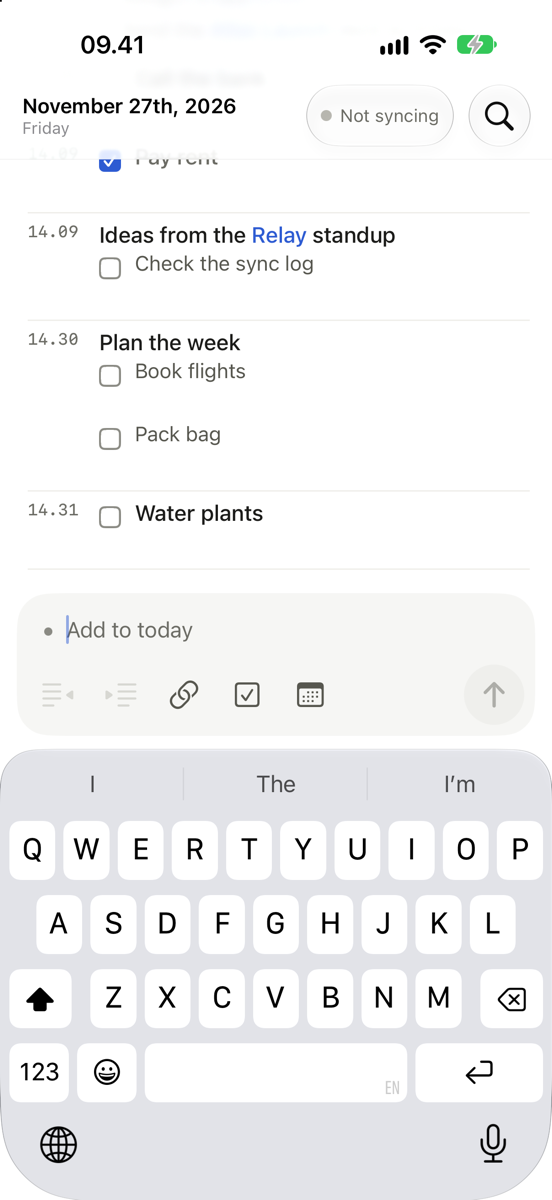 09.41
November 27th, 2026
Friday
Not syncing
Pay rent
14.09
Ideas from the Relay standup
Check the sync log
14.30
Plan the week
Book flights
Pack bag
14.31
Water plants
Add to today
I
The
I'm
Q W E R T Y U I O P
A S D F G H J K L
Z X C V B N M
123
EN